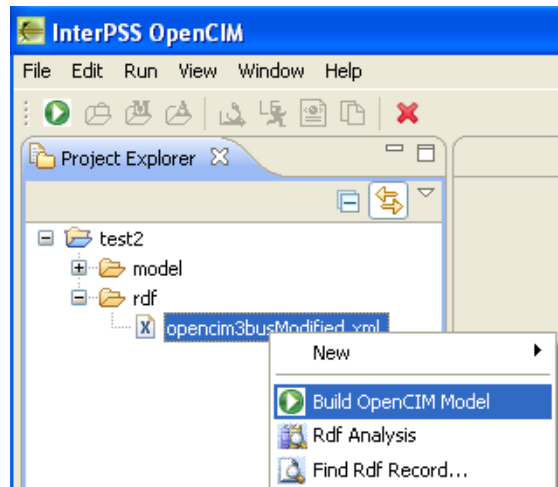 InterPSS OpenCIM
File Edit Run View Window Help
Project Explorer
test2
model
rdf
opencim3busModified.xml
New
Build OpenCIM Model
Rdf Analysis
Find Rdf Record...